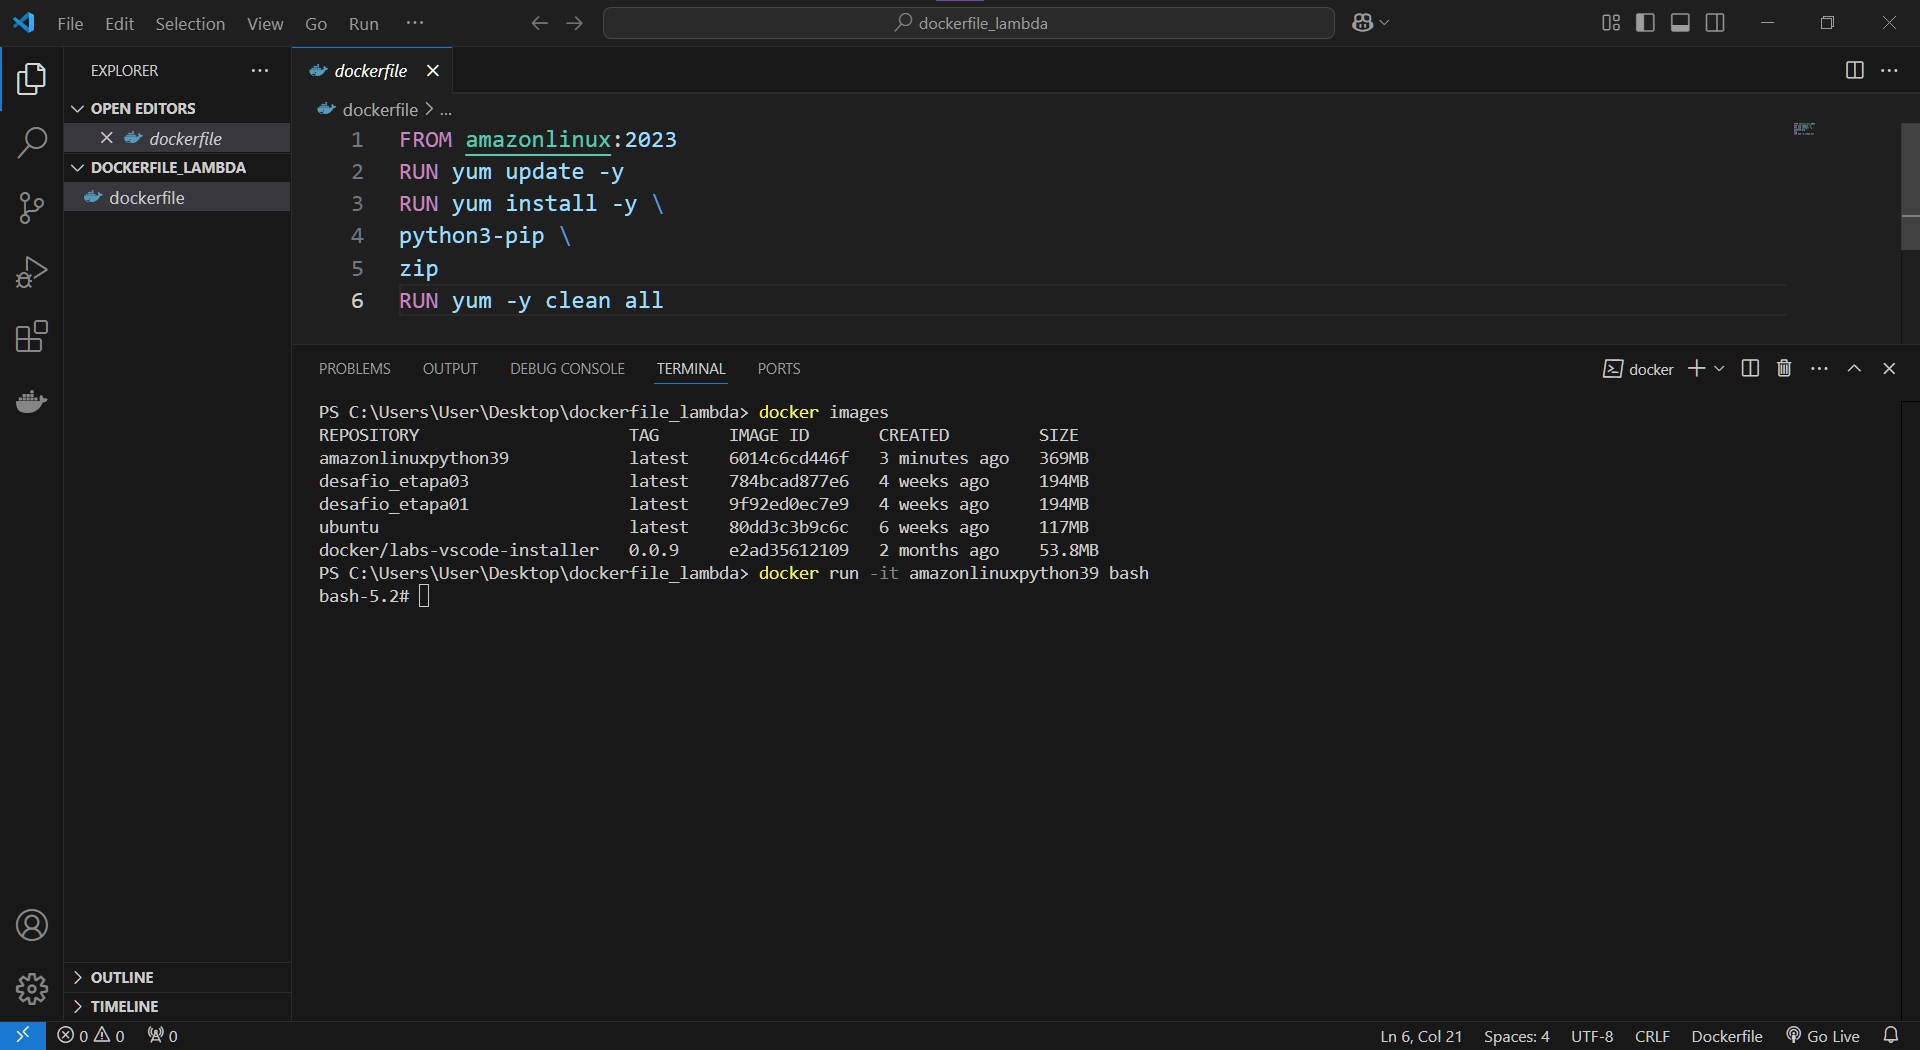 File Edit Selection View Go Run ···
dockerfile_lambda
EXPLORER
OPEN EDITORS
dockerfile
DOCKERFILE_LAMBDA
dockerfile
dockerfile
dockerfile > ...
1 FROM amazonlinux:2023
2 RUN yum update -y
3 RUN yum install -y \
4 python3-pip \
5 zip
6 RUN yum -y clean all
PROBLEMS OUTPUT DEBUG CONSOLE TERMINAL PORTS
docker
PS C:\Users\User\Desktop\dockerfile_lambda> docker images
REPOSITORY TAG IMAGE ID CREATED SIZE
amazonlinuxpython39 latest 6014c6cd446f 3 minutes ago 369MB
desafio_etapa03 latest 784bcad877e6 4 weeks ago 194MB
desafio_etapa01 latest 9f92ed0ec7e9 4 weeks ago 194MB
ubuntu latest 80dd3c3b9c6c 6 weeks ago 117MB
docker/labs-vscode-installer 0.0.9 e2ad35612109 2 months ago 53.8MB
PS C:\Users\User\Desktop\dockerfile_lambda> docker run -it amazonlinuxpython39 bash
bash-5.2#
OUTLINE
TIMELINE
0 0 0
Ln 6, Col 21 Spaces: 4 UTF-8 CRLF Dockerfile Go Live